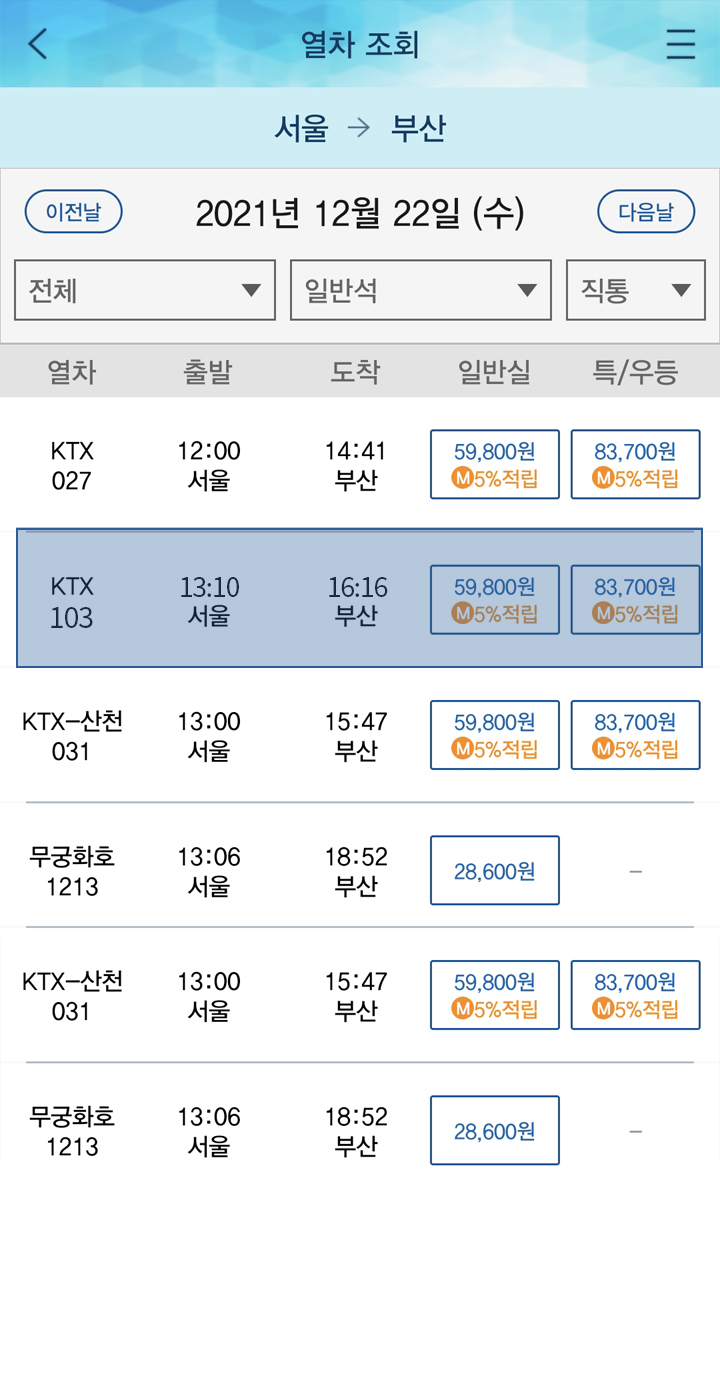 열차 조회
서울 → 부산
이전날 2021년 12월 22일 (수) 다음날
전체 일반석 직통
열차 출발 도착 일반실 특/우등
KTX 12:00 14:41 59,800원 83,700원
027 서울 부산 M5%적립 M5%적립
KTX 13:10 16:16 59,800원 83,700원
103 서울 부산 M5%적립 M5%적립
KTX-산천 13:00 15:47 59,800원 83,700원
031 서울 부산 M5%적립 M5%적립
무궁화호 13:06 18:52 28,600원 -
1213 서울 부산
KTX-산천 13:00 15:47 59,800원 83,700원
031 서울 부산 M5%적립 M5%적립
무궁화호 13:06 18:52 28,600원 -
1213 서울 부산